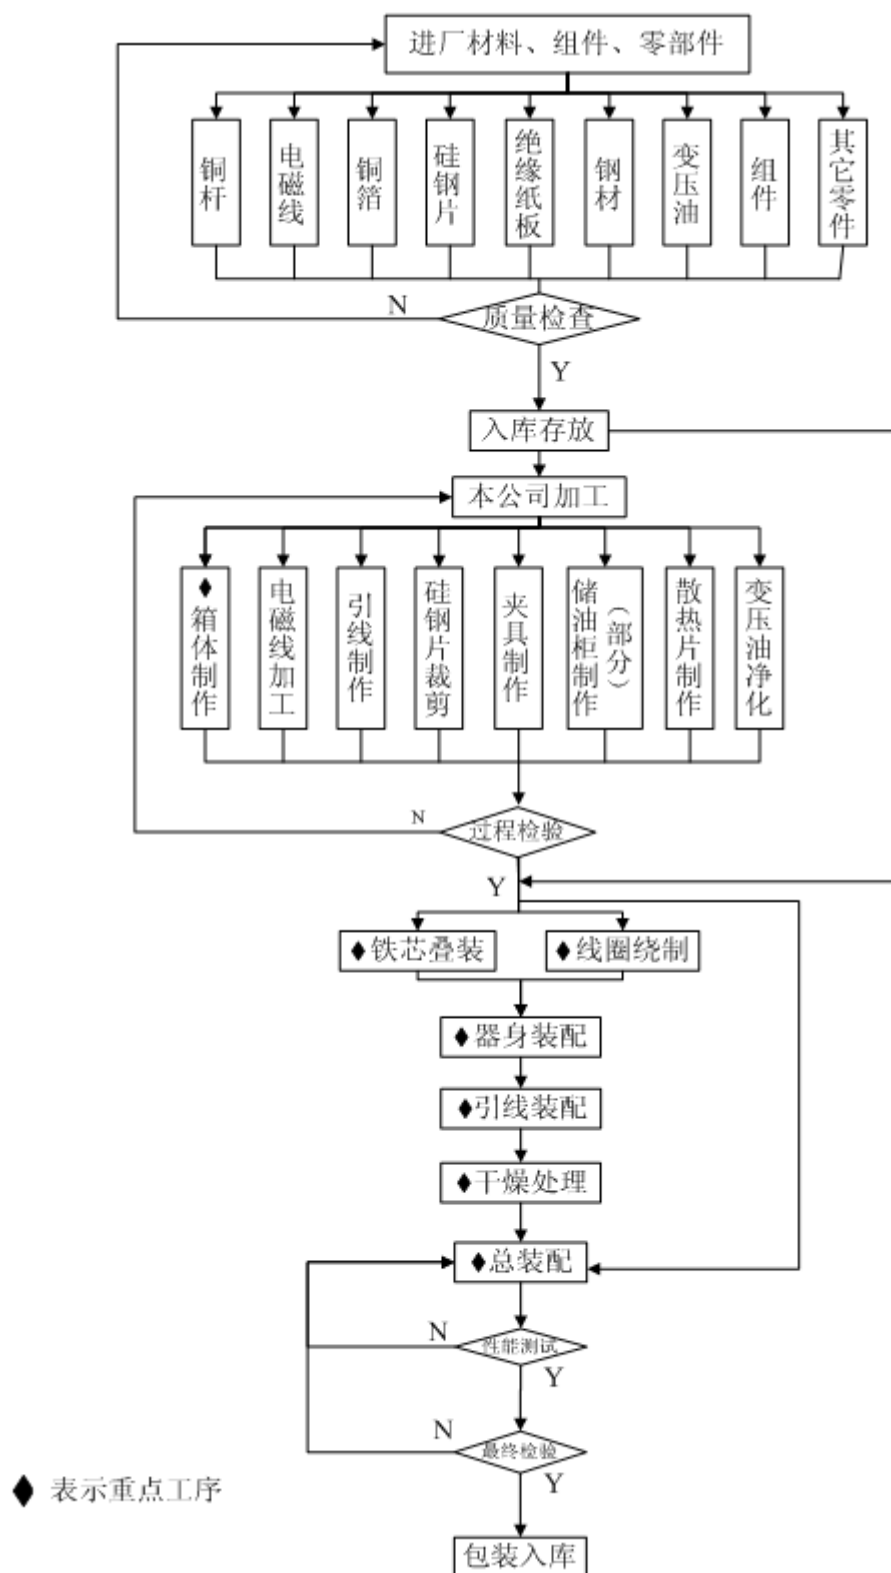 进厂材料、组件、零部件
铜杆
电磁线
铜箔
硅钢片
绝缘纸板
钢材
变压油
组件
其它零件
N
质量检查
Y
入库存放
本公司加工
♦箱体制作
电磁线加工
引线制作
硅钢片裁剪
夹具制作
储油柜制作
（部分）
散热片制作
变压油净化
N
过程检验
Y
♦铁芯叠装
♦线圈绕制
♦器身装配
♦引线装配
♦干燥处理
♦总装配
N
性能测试
Y
N
最终检验
Y
♦ 表示重点工序
包装入库